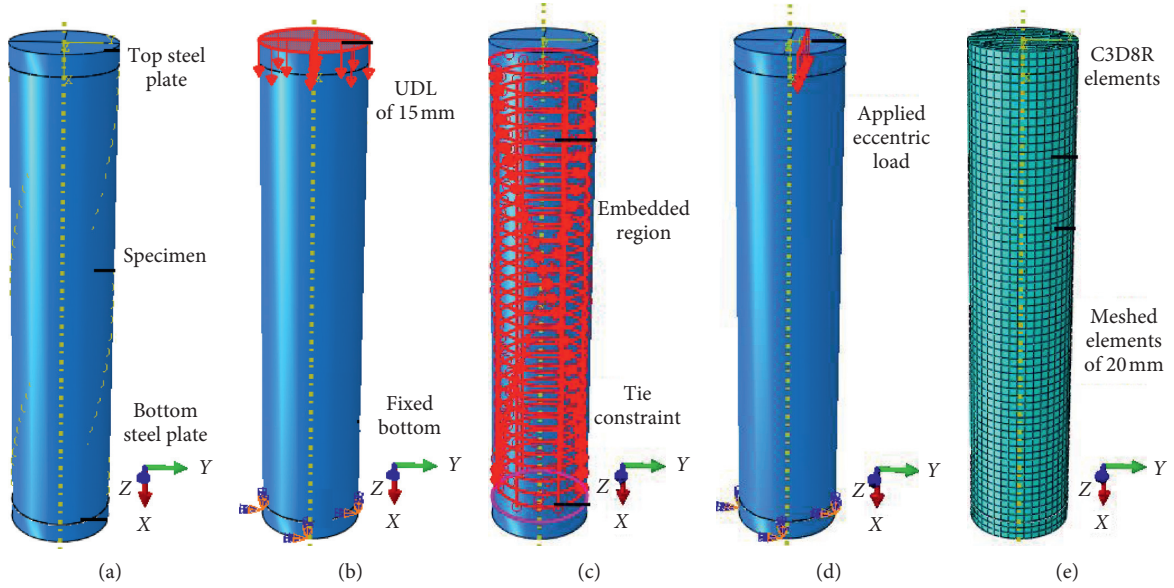 Top steel
plate
Specimen
Bottom
steel plate
Y
Z
X
(a)
UDL
of 15 mm
Fixed
bottom
Y
Z
X
(b)
Embedded
region
Tie
constraint
Y
Z
X
(c)
Applied
eccentric
load
Y
Z
X
(d)
C3D8R
elements
Meshed
elements
of 20 mm
Y
Z
X
(e)